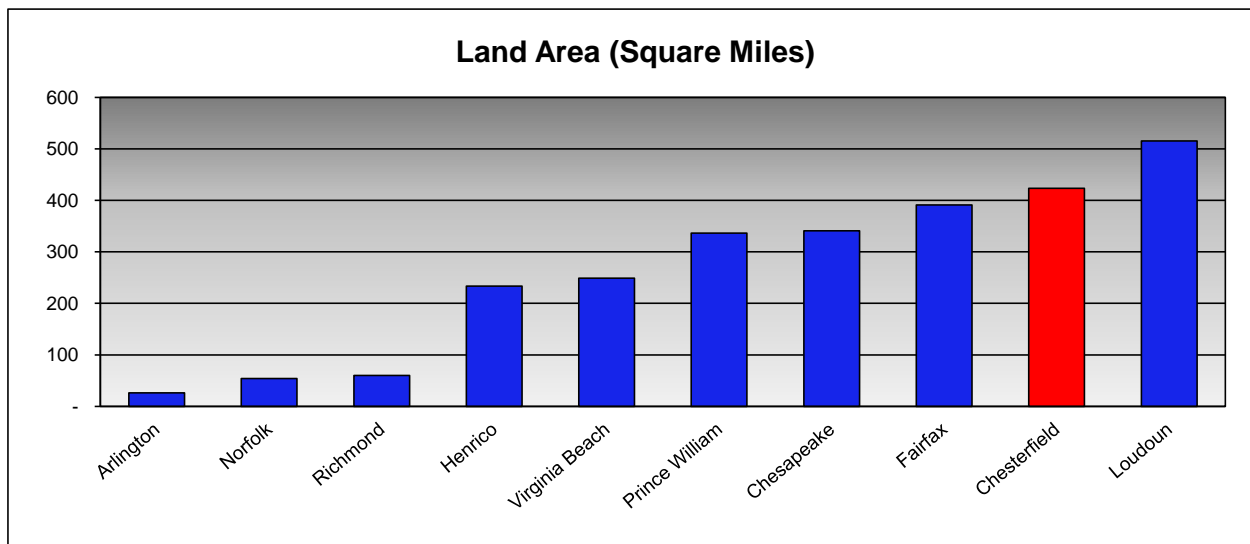 Land Area (Square Miles)
600
500
400
300
200
100
-
Arlington
Norfolk
Richmond
Henrico
Virginia Beach
Prince William
Chesapeake
Fairfax
Chesterfield
Loudoun